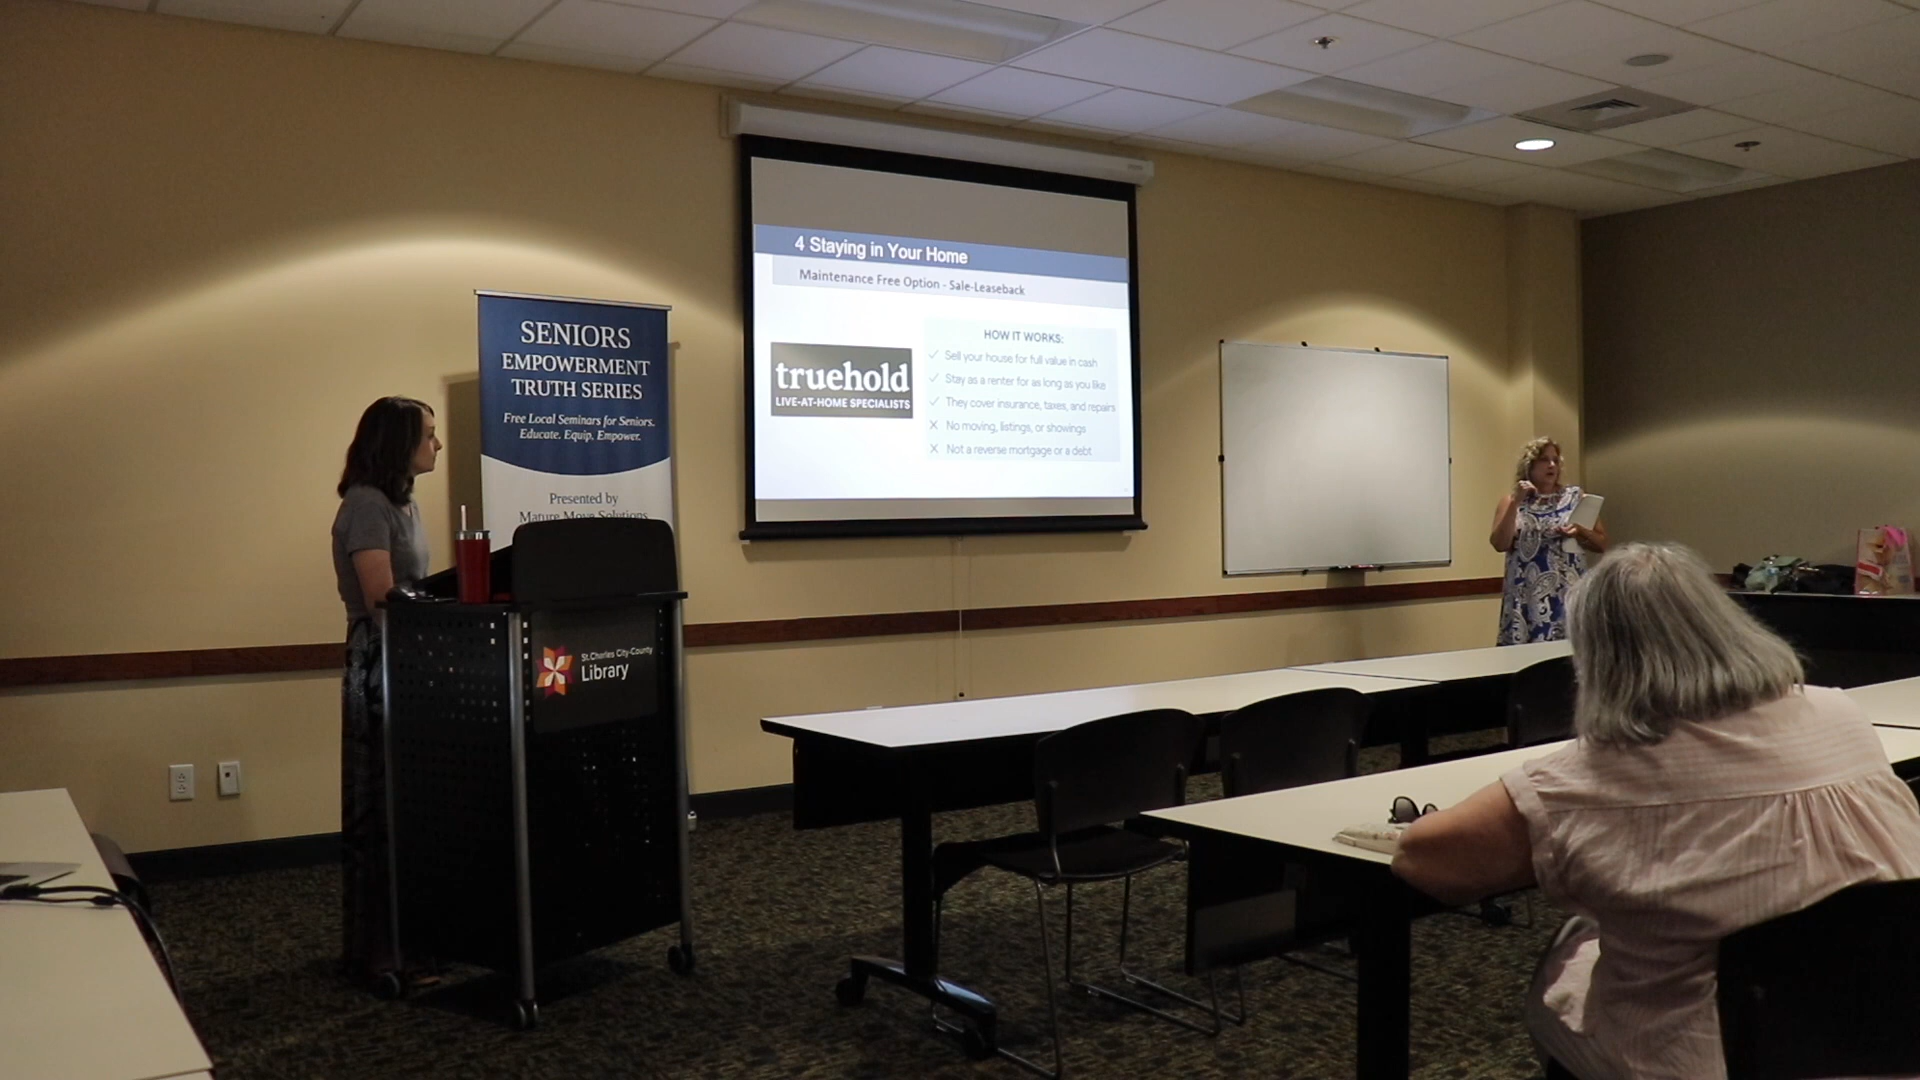 SENIORS
EMPOWERMENT
TRUTH SERIES
Free Local Seminars for Seniors.
Educate. Equip. Empower.
Presented by
Mature Move Solutions
4 Staying in Your Home
Maintenance Free Option - Sale-Leaseback
truehold
LIVE-AT-HOME SPECIALISTS
HOW IT WORKS:
✓ Sell your house for full value in cash
✓ Stay as a renter for as long as you like
✓ They cover insurance, taxes, and repairs
✕ No moving, listings, or showings
✕ Not a reverse mortgage or a debt
St. Charles City-County
Library